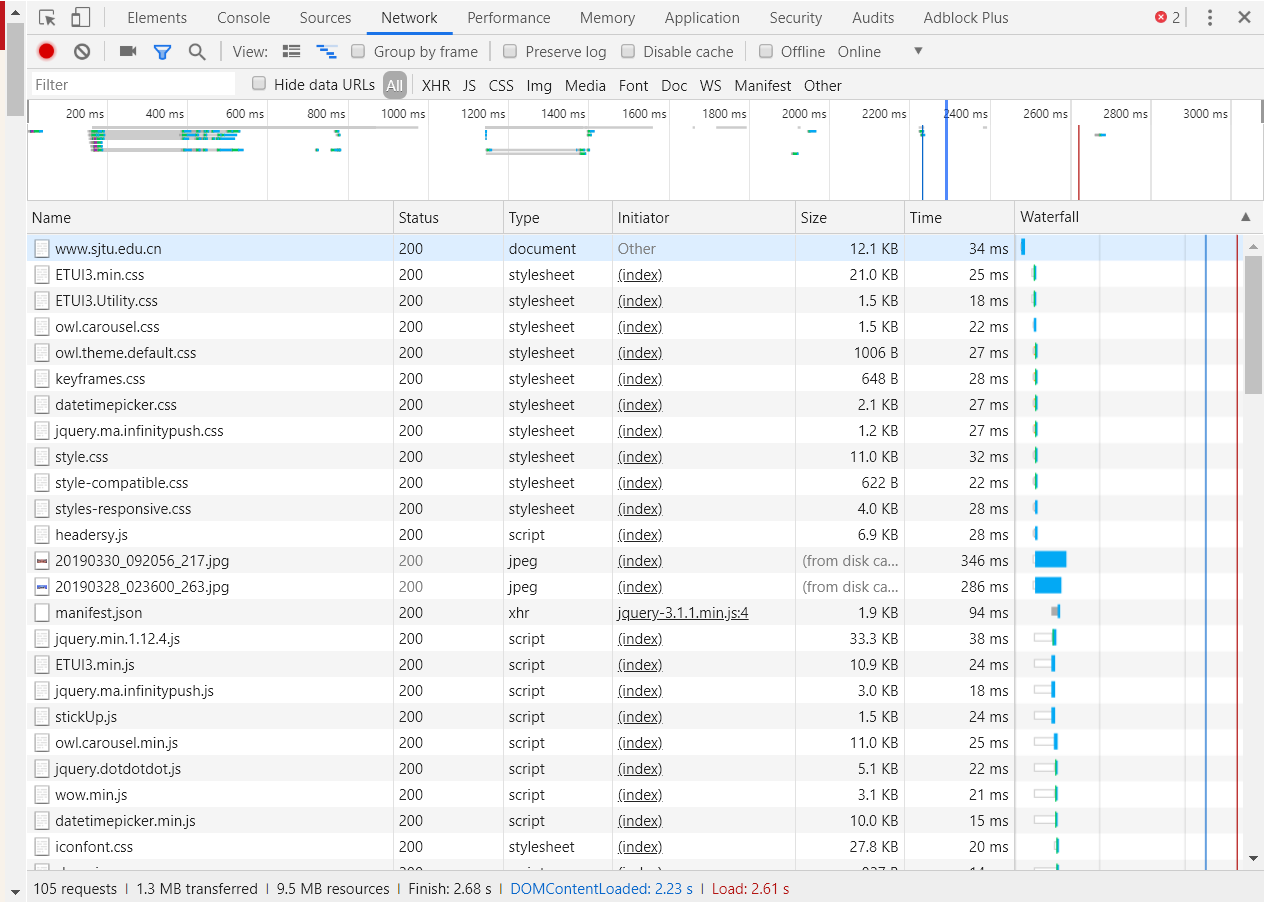 Elements Console Sources Network Performance Memory Application Security Audits Adblock Plus 2
View: Group by frame Preserve log Disable cache Offline Online
Filter Hide data URLs All XHR JS CSS Img Media Font Doc WS Manifest Other
200 ms 400 ms 600 ms 800 ms 1000 ms 1200 ms 1400 ms 1600 ms 1800 ms 2000 ms 2200 ms 2400 ms 2600 ms 2800 ms 3000 ms
Name Status Type Initiator Size Time Waterfall
www.sjtu.edu.cn 200 document Other 12.1 KB 34 ms
ETUI3.min.css 200 stylesheet (index) 21.0 KB 25 ms
ETUI3.Utility.css 200 stylesheet (index) 1.5 KB 18 ms
owl.carousel.css 200 stylesheet (index) 1.5 KB 22 ms
owl.theme.default.css 200 stylesheet (index) 1006 B 27 ms
keyframes.css 200 stylesheet (index) 648 B 28 ms
datetimepicker.css 200 stylesheet (index) 2.1 KB 27 ms
jquery.ma.infinitypush.css 200 stylesheet (index) 1.2 KB 27 ms
style.css 200 stylesheet (index) 11.0 KB 32 ms
style-compatible.css 200 stylesheet (index) 622 B 22 ms
styles-responsive.css 200 stylesheet (index) 4.0 KB 28 ms
headersy.js 200 script (index) 6.9 KB 28 ms
20190330_092056_217.jpg 200 jpeg (index) (from disk ca... 346 ms
20190328_023600_263.jpg 200 jpeg (index) (from disk ca... 286 ms
manifest.json 200 xhr jquery-3.1.1.min.js:4 1.9 KB 94 ms
jquery.min.1.12.4.js 200 script (index) 33.3 KB 38 ms
ETUI3.min.js 200 script (index) 10.9 KB 24 ms
jquery.ma.infinitypush.js 200 script (index) 3.0 KB 18 ms
stickUp.js 200 script (index) 1.5 KB 24 ms
owl.carousel.min.js 200 script (index) 11.0 KB 25 ms
jquery.dotdotdot.js 200 script (index) 5.1 KB 22 ms
wow.min.js 200 script (index) 3.1 KB 21 ms
datetimepicker.min.js 200 script (index) 10.0 KB 15 ms
iconfont.css 200 stylesheet (index) 27.8 KB 20 ms
105 requests | 1.3 MB transferred | 9.5 MB resources | Finish: 2.68 s | DOMContentLoaded: 2.23 s | Load: 2.61 s